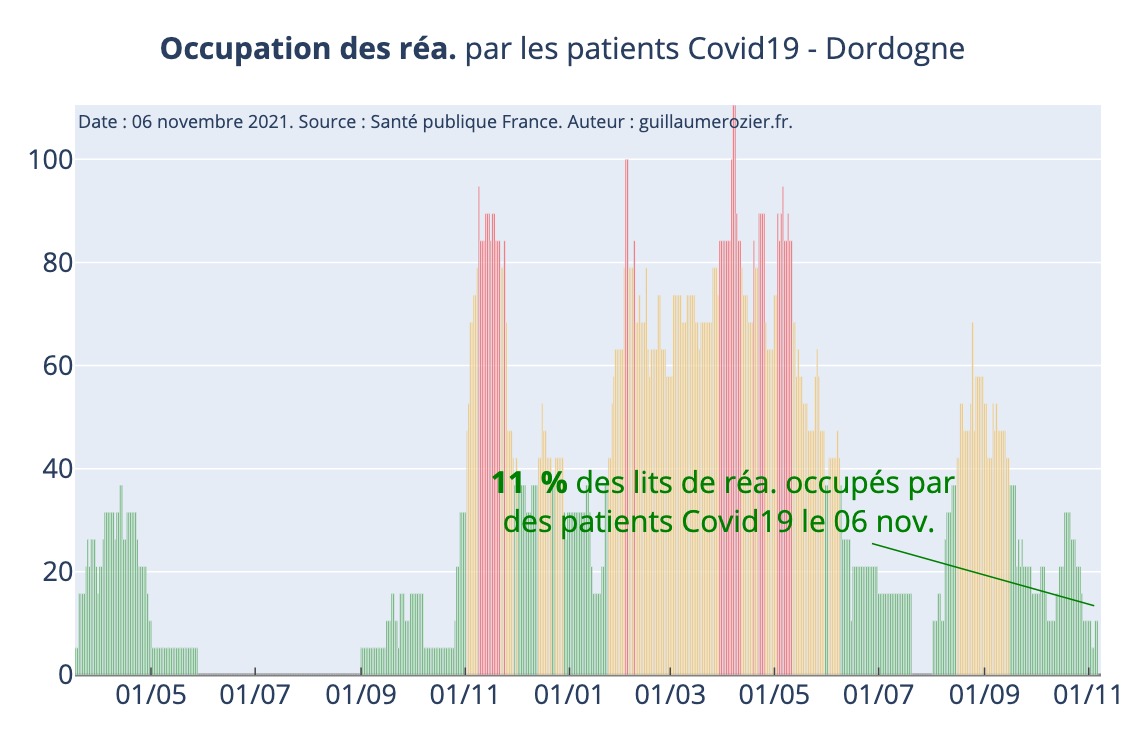 Occupation des réa. par les patients Covid19 - Dordogne
Date : 06 novembre 2021. Source : Santé publique France. Auteur : guillaumerozier.fr.
100
80
60
40
20
0
11 % des lits de réa. occupés par
des patients Covid19 le 06 nov.
01/05 01/07 01/09 01/11 01/01 01/03 01/05 01/07 01/09 01/11